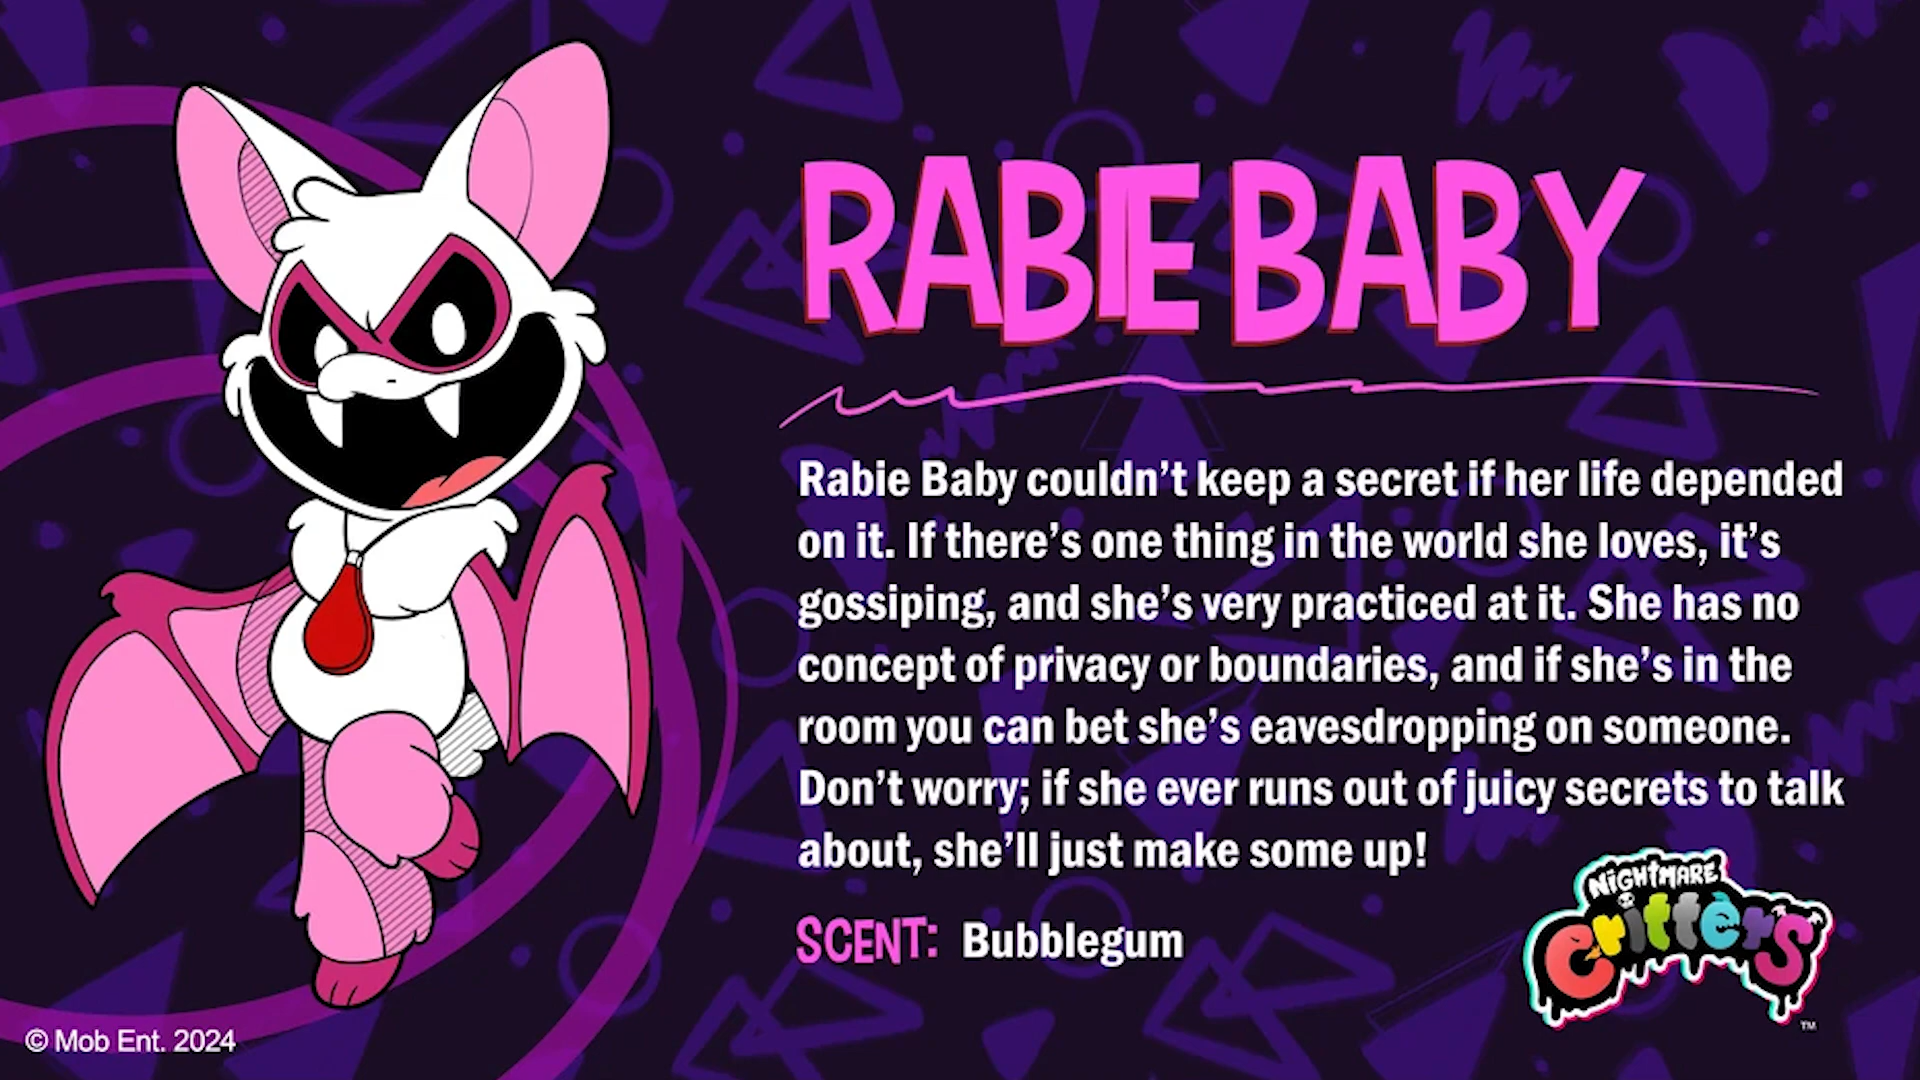 RABIE BABY
Rabie Baby couldn’t keep a secret if her life depended
on it. If there’s one thing in the world she loves, it’s
gossiping, and she’s very practiced at it. She has no
concept of privacy or boundaries, and if she’s in the
room you can bet she’s eavesdropping on someone.
Don’t worry; if she ever runs out of juicy secrets to talk
about, she’ll just make some up!
SCENT: Bubblegum
NIGHTMARE
Critters
TM
© Mob Ent. 2024